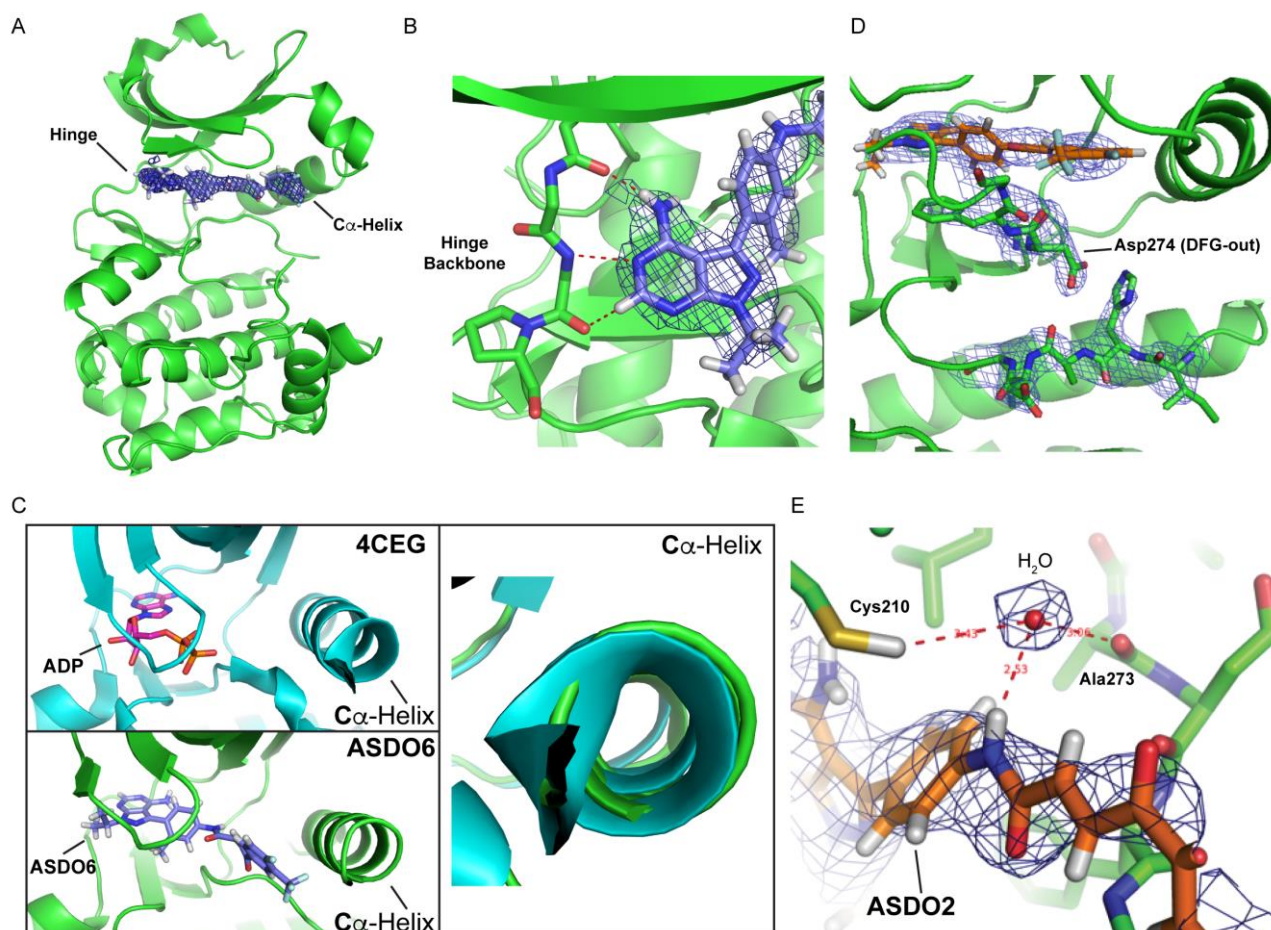 A
Hinge
Cα-Helix
B
Hinge
Backbone
D
Asp274 (DFG-out)
C
4CEG
ADP
Cα-Helix
ASDO6
ASDO6
Cα-Helix
Cα-Helix
E
H₂O
Cys210
3.43
3.06
Ala273
2.53
ASDO2